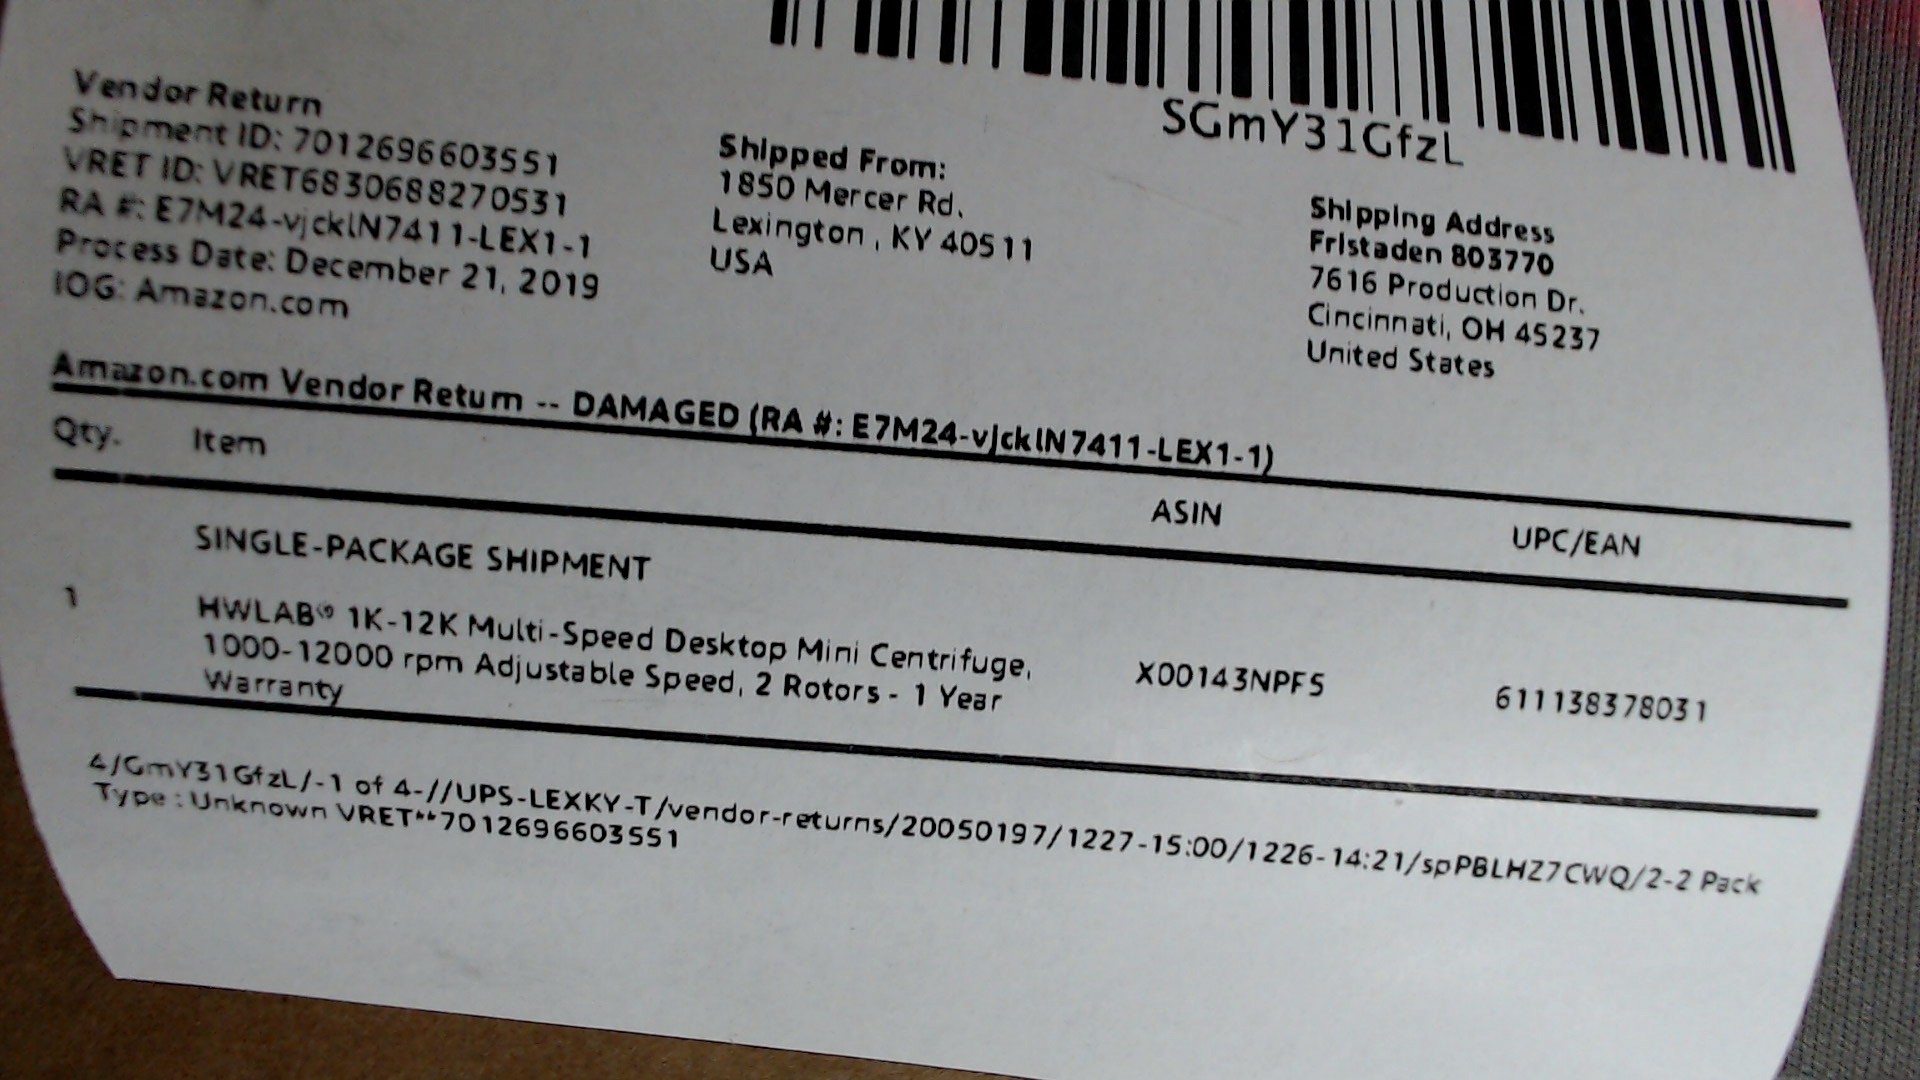 SGmY31GfzL
Vendor Return
Shipment ID: 7012696603551
VRET ID: VRET6830688270531
RA #: E7M24-vjcklN7411-LEX1-1
Process Date: December 21, 2019
IOG: Amazon.com
Shipped From:
1850 Mercer Rd.
Lexington, KY 40511
USA
Shipping Address
Fristaden 803770
7616 Production Dr.
Cincinnati, OH 45237
United States
Amazon.com Vendor Return -- DAMAGED (RA #: E7M24-vjcklN7411-LEX1-1)
Qty. Item ASIN UPC/EAN
SINGLE-PACKAGE SHIPMENT
1 HWLAB® 1K-12K Multi-Speed Desktop Mini Centrifuge, X00143NPF5 611138378031
1000-12000 rpm Adjustable Speed, 2 Rotors - 1 Year
Warranty
4/GmY31GfzL/-1 of 4-//UPS-LEXKY-T/vendor-returns/20050197/1227-15:00/1226-14:21/spPBLHZ7CWQ/2-2 Pack
Type : Unknown VRET**7012696603551